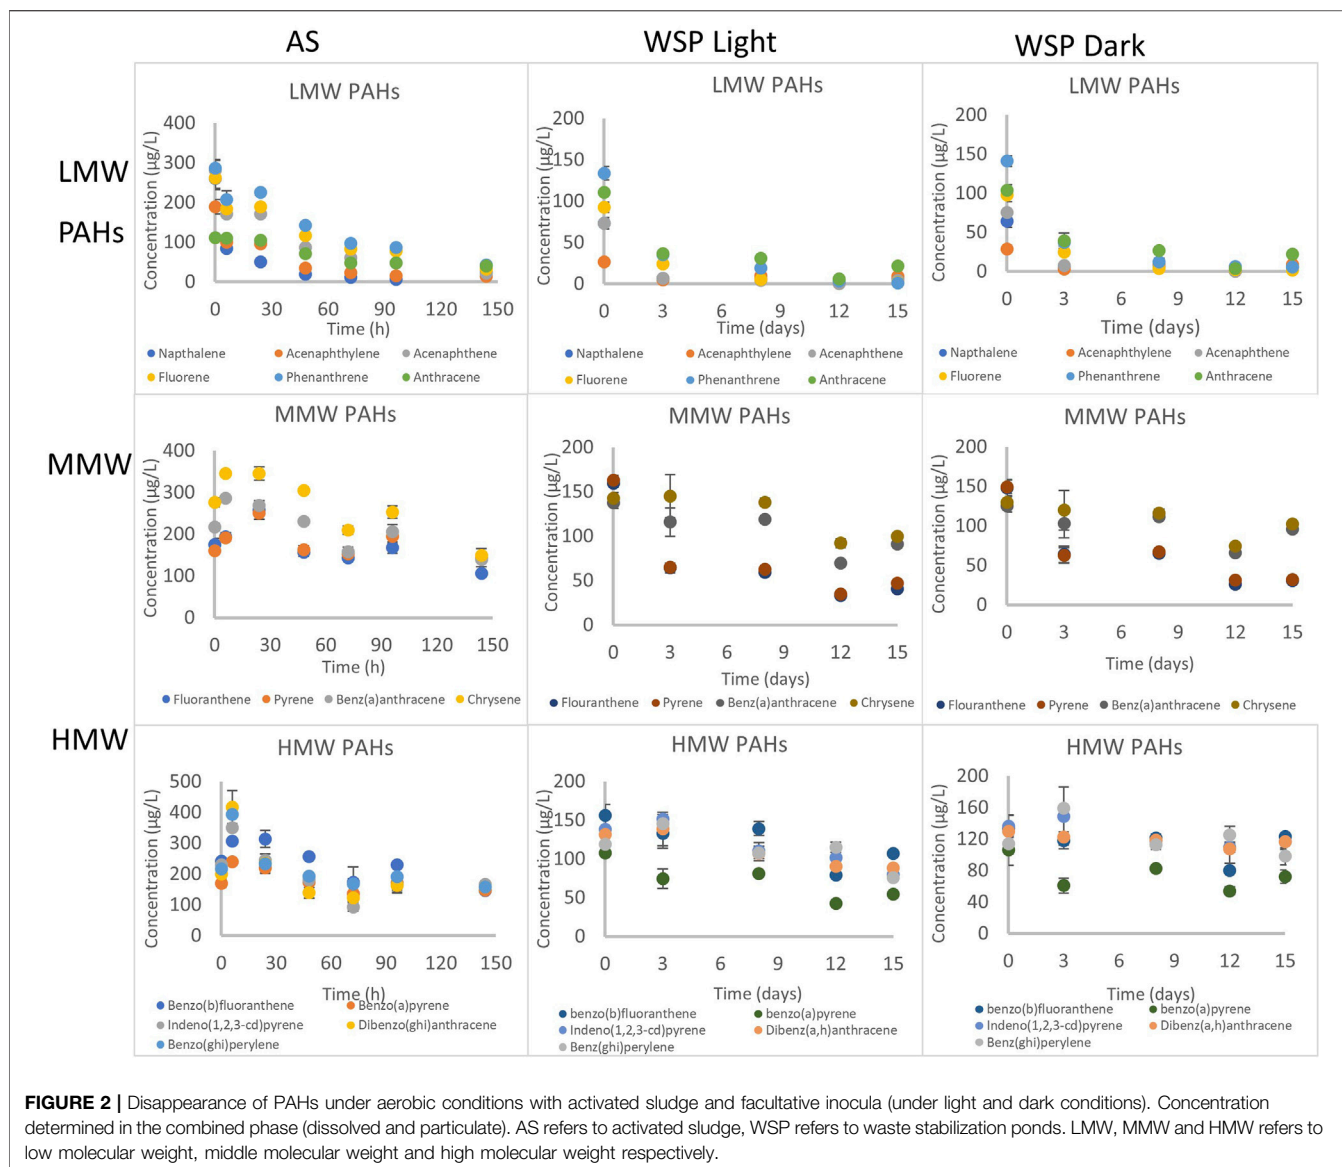 AS
WSP Light
WSP Dark
LMW
PAHs
LMW PAHs
Concentration (µg/L)
400
300
200
100
0
0 30 60 90 120 150
Time (h)
Napthalene Acenaphthylene Acenaphthene
Fluorene Phenanthrene Anthracene
LMW PAHs
Concentration (µg/L)
200
150
100
50
0
0 3 6 9 12 15
Time (days)
Napthalene Acenaphthylene Acenaphthene
Fluorene Phenanthrene Anthracene
LMW PAHs
Concentration (µg/L)
200
150
100
50
0
0 3 6 9 12 15
Time (days)
Napthalene Acenaphthylene Acenaphthene
Fluorene Phenanthrene Anthracene
MMW
MMW PAHs
Concentration (µg/L)
400
300
200
100
0
0 30 60 90 120 150
Time (h)
Fluoranthene Pyrene Benz(a)anthracene Chrysene
MMW PAHs
Concentration (µg/L)
200
150
100
50
0
0 3 6 9 12 15
Time (days)
Flouranthene Pyrene Benz(a)anthracene Chrysene
MMW PAHs
Concentration (µg/L)
200
150
100
50
0
0 3 6 9 12 15
Time (days)
Flouranthene Pyrene Benz(a)anthracene Chrysene
HMW
HMW PAHs
Concentration (µg/L)
500
400
300
200
100
0
0 30 60 90 120 150
Time (h)
Benzo(b)fluoranthene Benzo(a)pyrene
Indeno(1,2,3-cd)pyrene Dibenzo(ghi)anthracene
Benzo(ghi)perylene
HMW PAHs
Concentration (µg/L)
200
150
100
50
0
0 3 6 9 12 15
Time (days)
benzo(b)fluoranthene benzo(a)pyrene
Indeno(1,2,3-cd)pyrene Dibenz(a,h)anthracene
Benz(ghi)perylene
HMW PAHs
Concentration (µg/L)
200
160
120
80
40
0
0 3 6 9 12 15
Time (days)
benzo(b)fluoranthene benzo(a)pyrene
Indeno(1,2,3-cd)pyrene Dibenz(a,h)anthracene
Benz(ghi)perylene
FIGURE 2 | Disappearance of PAHs under aerobic conditions with activated sludge and facultative inocula (under light and dark conditions). Concentration
determined in the combined phase (dissolved and particulate). AS refers to activated sludge, WSP refers to waste stabilization ponds. LMW, MMW and HMW refers to
low molecular weight, middle molecular weight and high molecular weight respectively.